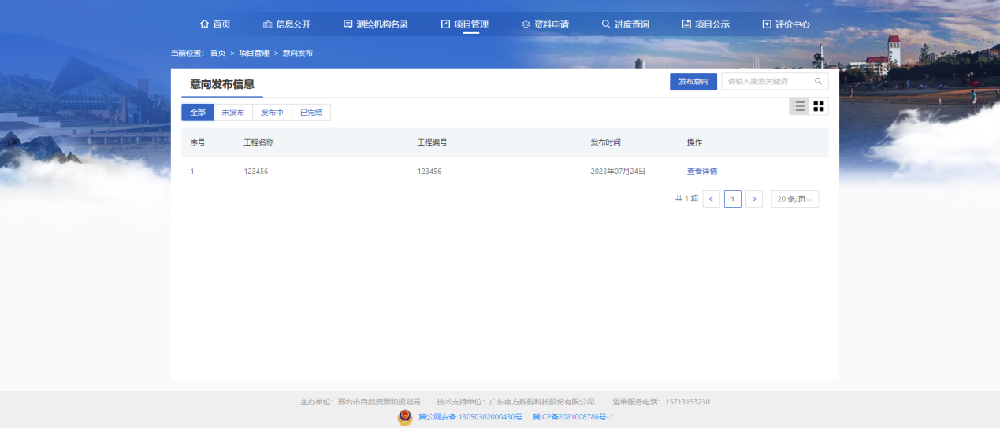 首页 信息公开 测绘机构名录 项目管理 资料申请 进度查询 项目公示 评价中心
当前位置： 首页 > 项目管理 > 意向发布
意向发布信息 发布意向 请输入搜索关键词
全部 未发布 发布中 已完结
序号 工程名称 工程编号 发布时间 操作
1 123456 123456 2023年07月24日 查看详情
共 1 项 < 1 > 20 条/页
主办单位：邢台市自然资源和规划局 技术支持单位：广东南方数码科技股份有限公司 运维服务电话：15713153230
冀公网安备 13050302000430号 冀ICP备2021008786号-1